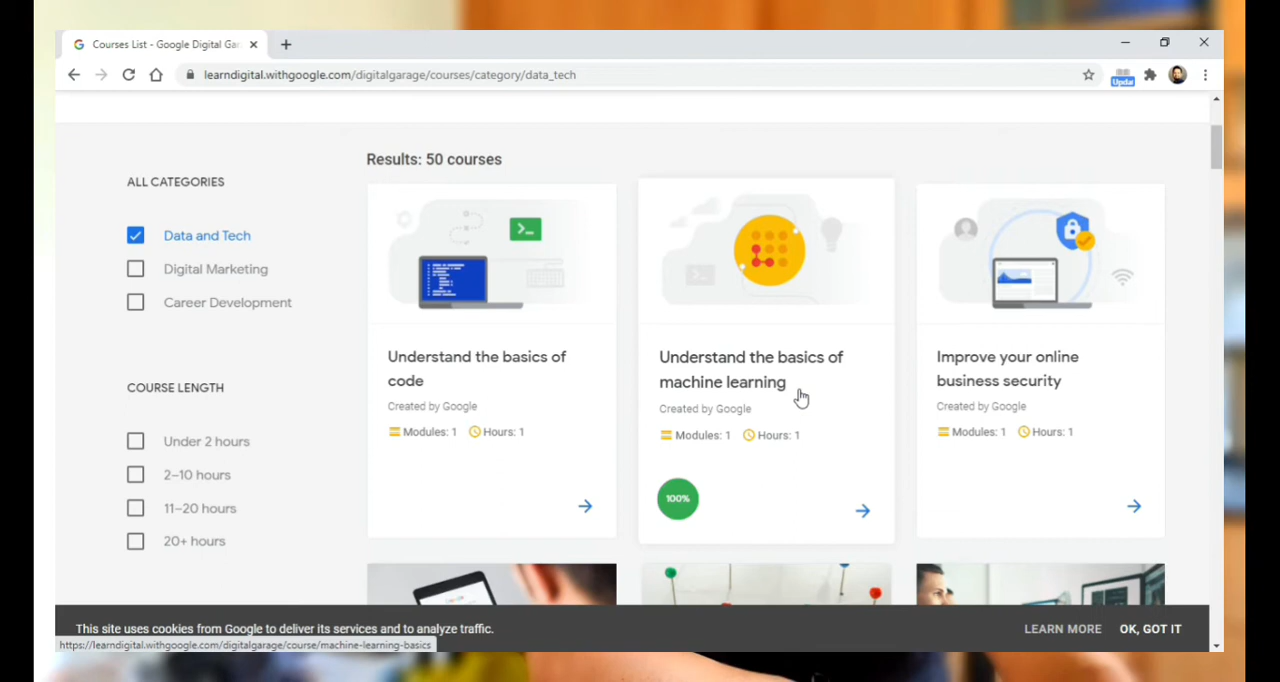 Courses List - Google Digital Gar
learndigital.withgoogle.com/digitalgarage/courses/category/data_tech
Updat
Results: 50 courses
ALL CATEGORIES
Data and Tech
Digital Marketing
Career Development
COURSE LENGTH
Under 2 hours
2–10 hours
11–20 hours
20+ hours
Understand the basics of
code
Created by Google
Modules: 1 Hours: 1
Understand the basics of
machine learning
Created by Google
Modules: 1 Hours: 1
100%
Improve your online
business security
Created by Google
Modules: 1 Hours: 1
This site uses cookies from Google to deliver its services and to analyze traffic.
LEARN MORE OK, GOT IT
https://learndigital.withgoogle.com/digitalgarage/course/machine-learning-basics